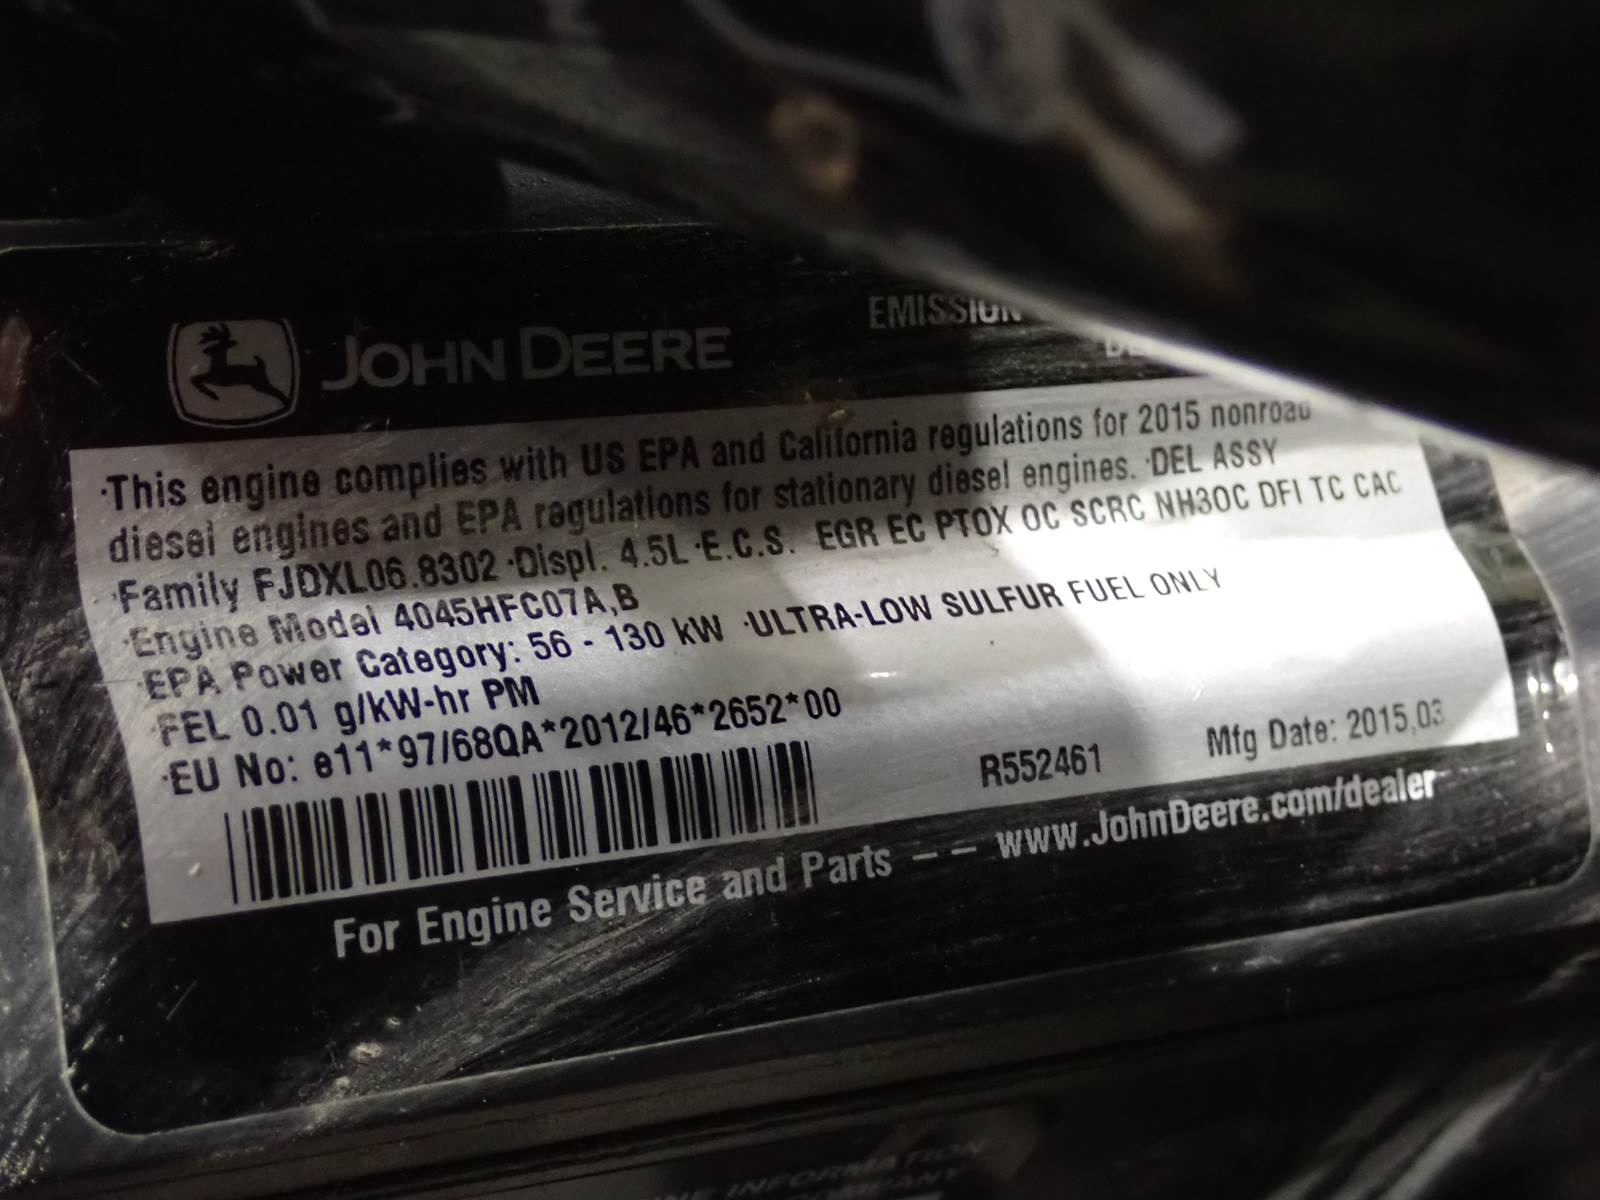 JOHN DEERE
EMISSION
·This engine complies with US EPA and California regulations for 2015 nonroad
diesel engines and EPA regulations for stationary diesel engines. ·DEL ASSY
·Family FJDXL06.8302 ·Displ. 4.5L ·E.C.S. EGR EC PTOX OC SCRC NH3OC DFI TC CAC
·Engine Model 4045HFC07A,B
·EPA Power Category: 56 - 130 kW ·ULTRA-LOW SULFUR FUEL ONLY
·FEL 0.01 g/kW-hr PM
·EU No: e11*97/68QA*2012/46*2652*00
R552461 Mfg Date: 2015,03
For Engine Service and Parts -- www.JohnDeere.com/dealer
INFORMATION
COMPANY